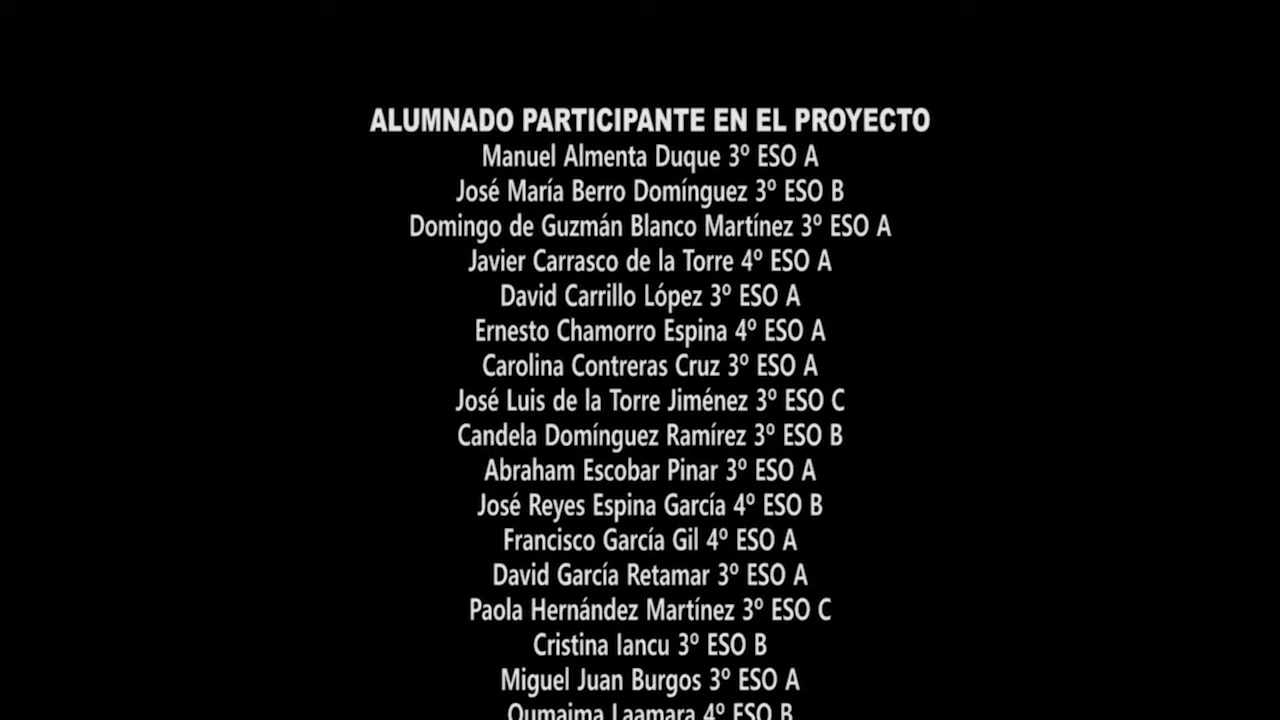 ALUMNADO PARTICIPANTE EN EL PROYECTO
Manuel Almenta Duque 3º ESO A
José María Berro Domínguez 3º ESO B
Domingo de Guzmán Blanco Martínez 3º ESO A
Javier Carrasco de la Torre 4º ESO A
David Carrillo López 3º ESO A
Ernesto Chamorro Espina 4º ESO A
Carolina Contreras Cruz 3º ESO A
José Luis de la Torre Jiménez 3º ESO C
Candela Domínguez Ramírez 3º ESO B
Abraham Escobar Pinar 3º ESO A
José Reyes Espina García 4º ESO B
Francisco García Gil 4º ESO A
David García Retamar 3º ESO A
Paola Hernández Martínez 3º ESO C
Cristina Iancu 3º ESO B
Miguel Juan Burgos 3º ESO A
Oumaima Laamara 4º ESO B